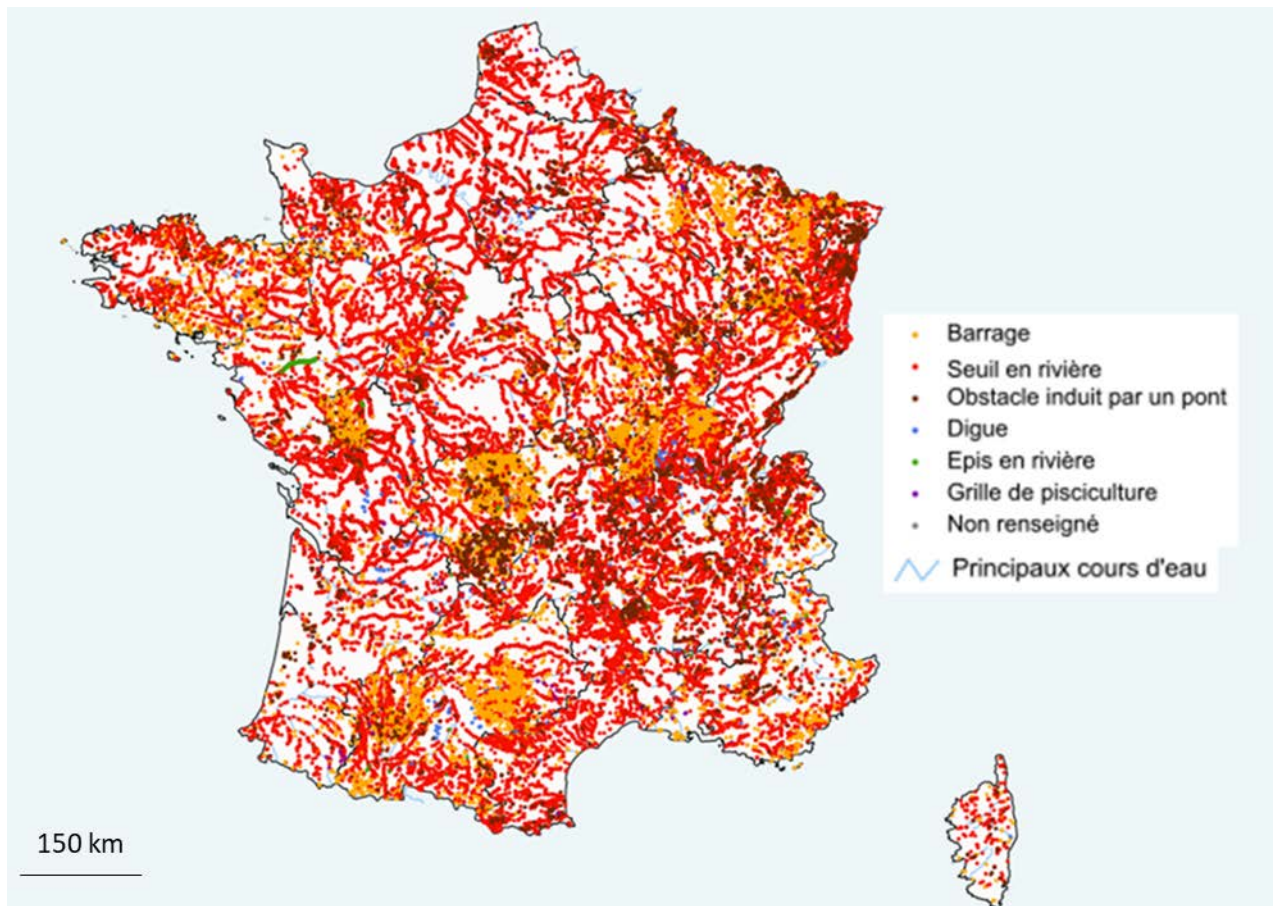 Barrage
Seuil en rivière
Obstacle induit par un pont
Digue
Epis en rivière
Grille de pisciculture
Non renseigné
Principaux cours d'eau
150 km